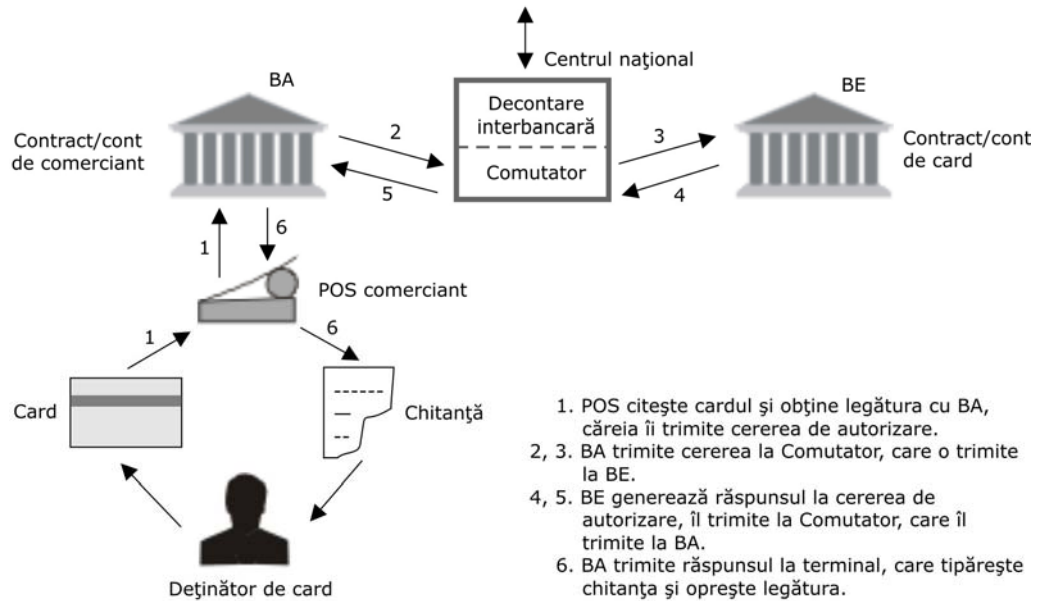 Centrul naţional
BA
BE
Decontare
interbancară
Comutator
Contract/cont
de comerciant
Contract/cont
de card
2
3
5
4
1
6
POS comerciant
1
6
Card
Chitanţă
Deţinător de card
1. POS citeşte cardul şi obţine legătura cu BA,
căreia îi trimite cererea de autorizare.
2, 3. BA trimite cererea la Comutator, care o trimite
la BE.
4, 5. BE generează răspunsul la cererea de
autorizare, îl trimite la Comutator, care îl
trimite la BA.
6. BA trimite răspunsul la terminal, care tipăreşte
chitanţa şi opreşte legătura.